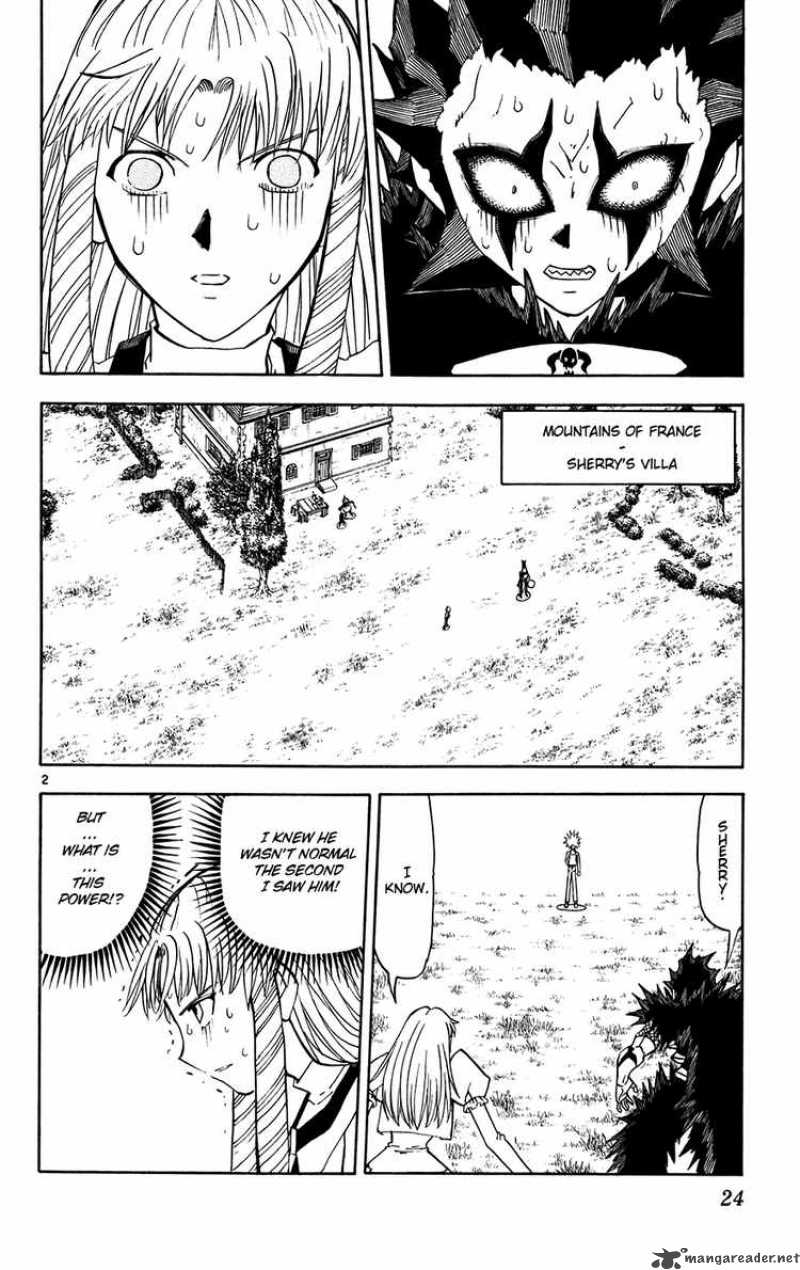 MOUNTAINS OF FRANCE
-
SHERRY'S VILLA
2
SHERRY.
I
KNOW.
I KNEW HE
WASN'T NORMAL
THE SECOND
I SAW HIM!
BUT
...
WHAT IS
...
THIS
POWER!?
24
mangareader.net